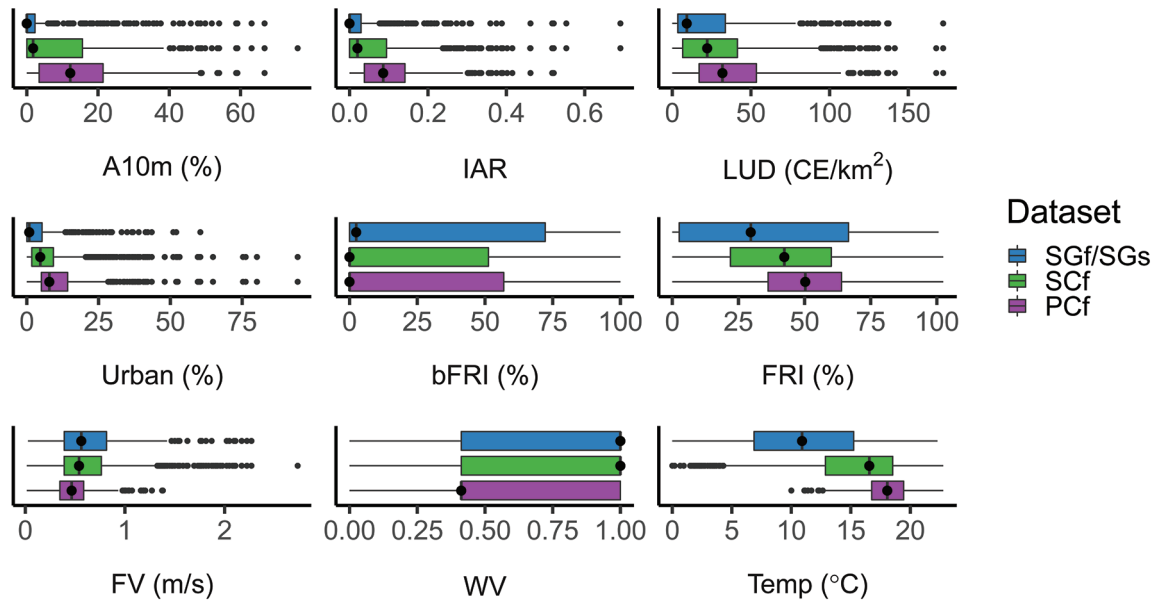 0 20 40 60
A10m (%)
0.0 0.2 0.4 0.6
IAR
0 50 100 150
LUD (CE/km²)
0 25 50 75
Urban (%)
0 25 50 75 100
bFRI (%)
0 25 50 75 100
FRI (%)
Dataset
SGf/SGs
SCf
PCf
0 1 2
FV (m/s)
0.00 0.25 0.50 0.75 1.00
WV
0 5 10 15 20
Temp (°C)